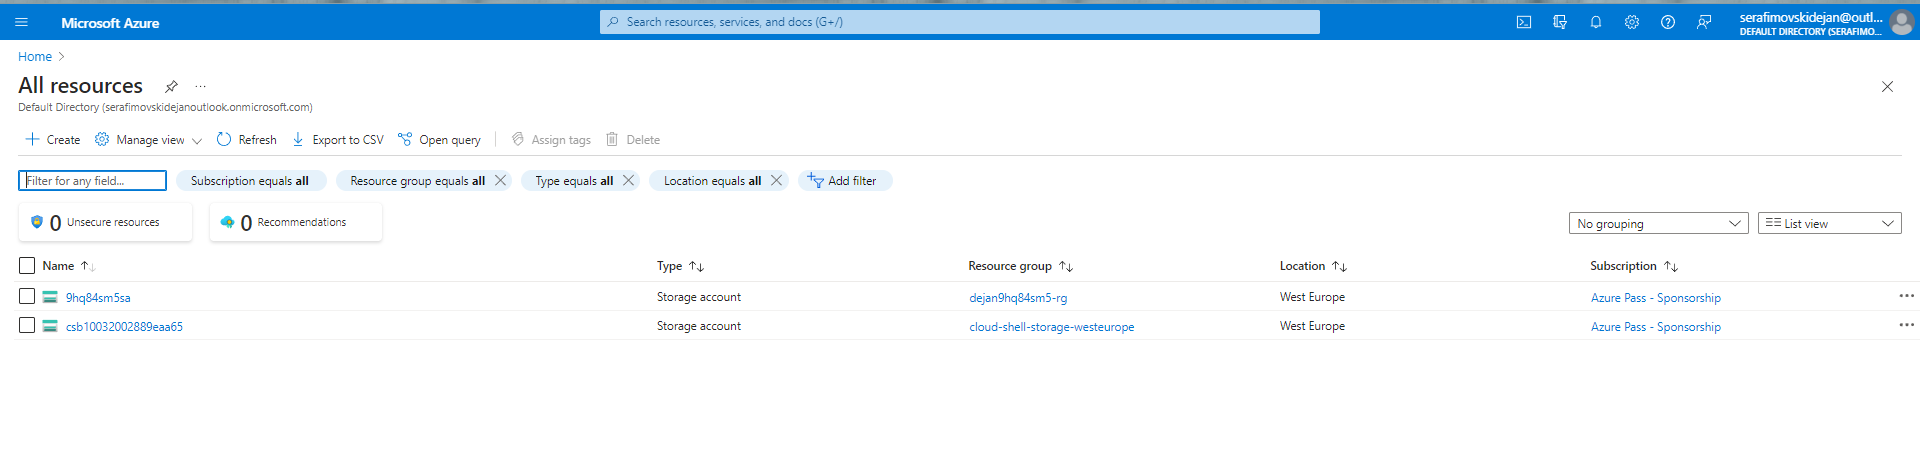 Microsoft Azure
Search resources, services, and docs (G+/)
serafimovskidejan@outl...
DEFAULT DIRECTORY (SERAFIMO...
Home
All resources
Default Directory (serafimovskidejanoutlook.onmicrosoft.com)
Create Manage view Refresh Export to CSV Open query Assign tags Delete
Filter for any field... Subscription equals all Resource group equals all Type equals all Location equals all Add filter
0 Unsecure resources 0 Recommendations
No grouping List view
Name Type Resource group Location Subscription
9hq84sm5sa Storage account dejan9hq84sm5-rg West Europe Azure Pass - Sponsorship
csb10032002889eaa65 Storage account cloud-shell-storage-westeurope West Europe Azure Pass - Sponsorship